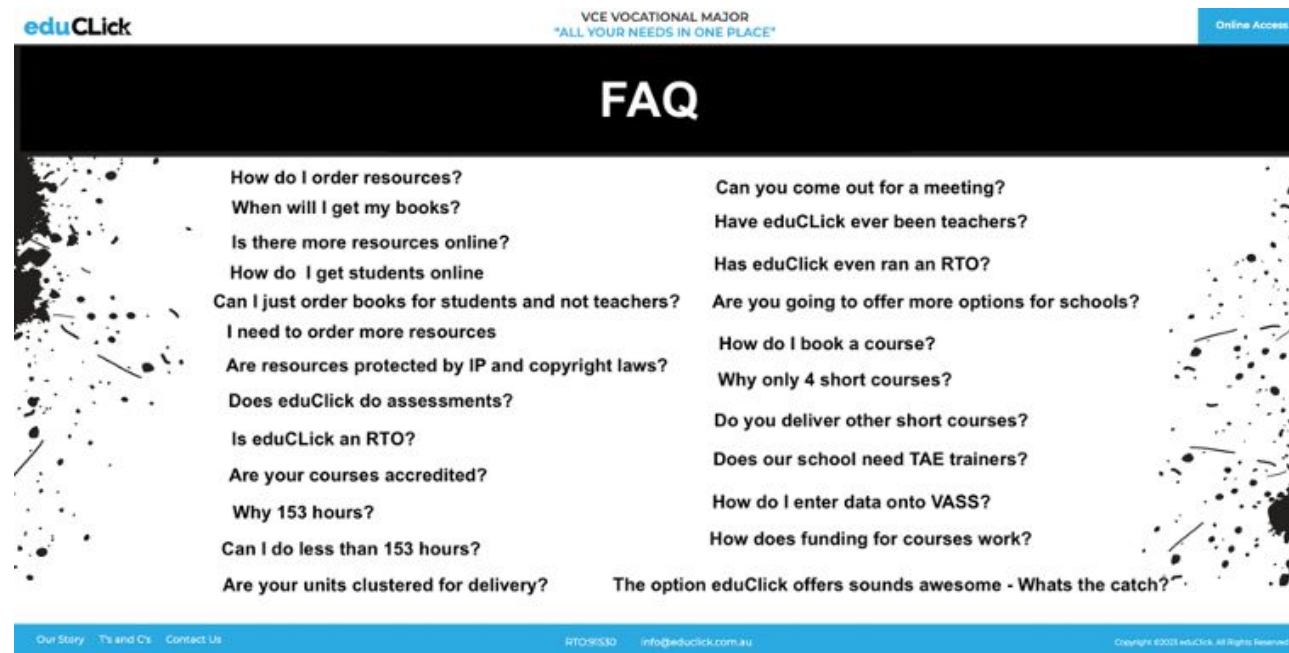 eduCLick
VCE VOCATIONAL MAJOR
"ALL YOUR NEEDS IN ONE PLACE"
Online Access
FAQ
How do I order resources?
When will I get my books?
Is there more resources online?
How do I get students online
Can I just order books for students and not teachers?
I need to order more resources
Are resources protected by IP and copyright laws?
Does eduClick do assessments?
Is eduCLick an RTO?
Are your courses accredited?
Why 153 hours?
Can I do less than 153 hours?
Are your units clustered for delivery?
Can you come out for a meeting?
Have eduCLick ever been teachers?
Has eduClick even ran an RTO?
Are you going to offer more options for schools?
How do I book a course?
Why only 4 short courses?
Do you deliver other short courses?
Does our school need TAE trainers?
How do I enter data onto VASS?
How does funding for courses work?
The option eduClick offers sounds awesome - Whats the catch?
Our Story T's and C's Contact Us
RTO:91530 info@educlick.com.au
Copyright ©2023 eduClick. All Rights Reserved